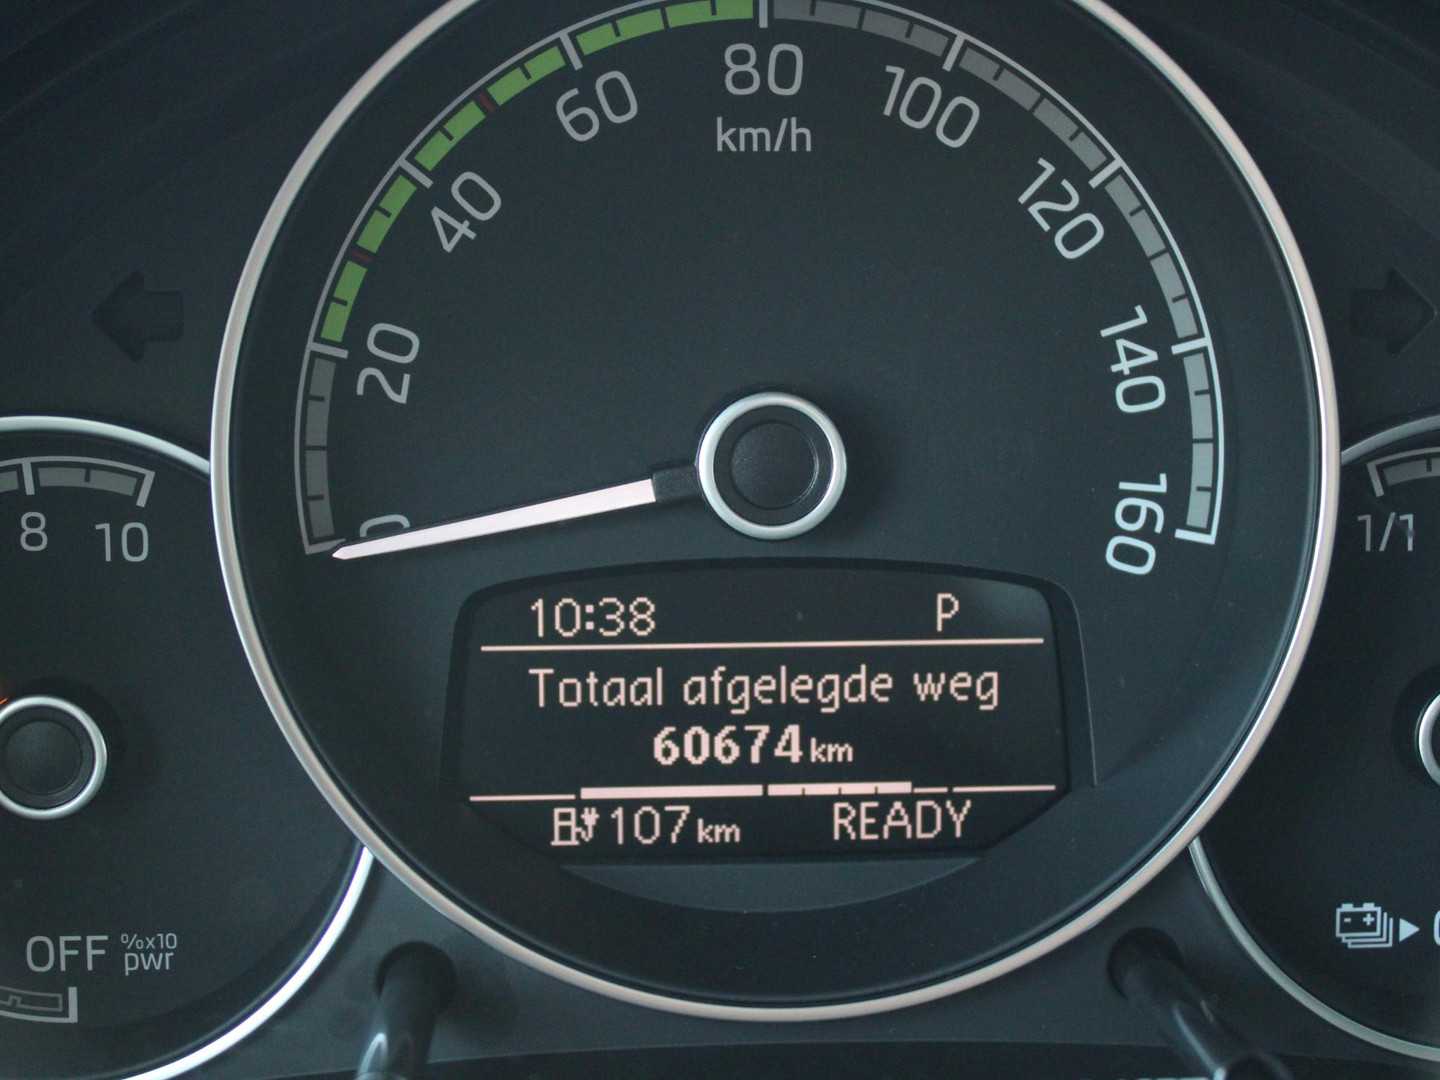 80
60
100
km/h
40
120
20
140
8
10
160
1/1
10:38 P
Totaal afgelegde weg
60674 km
107 km READY
OFF %x10
pwr